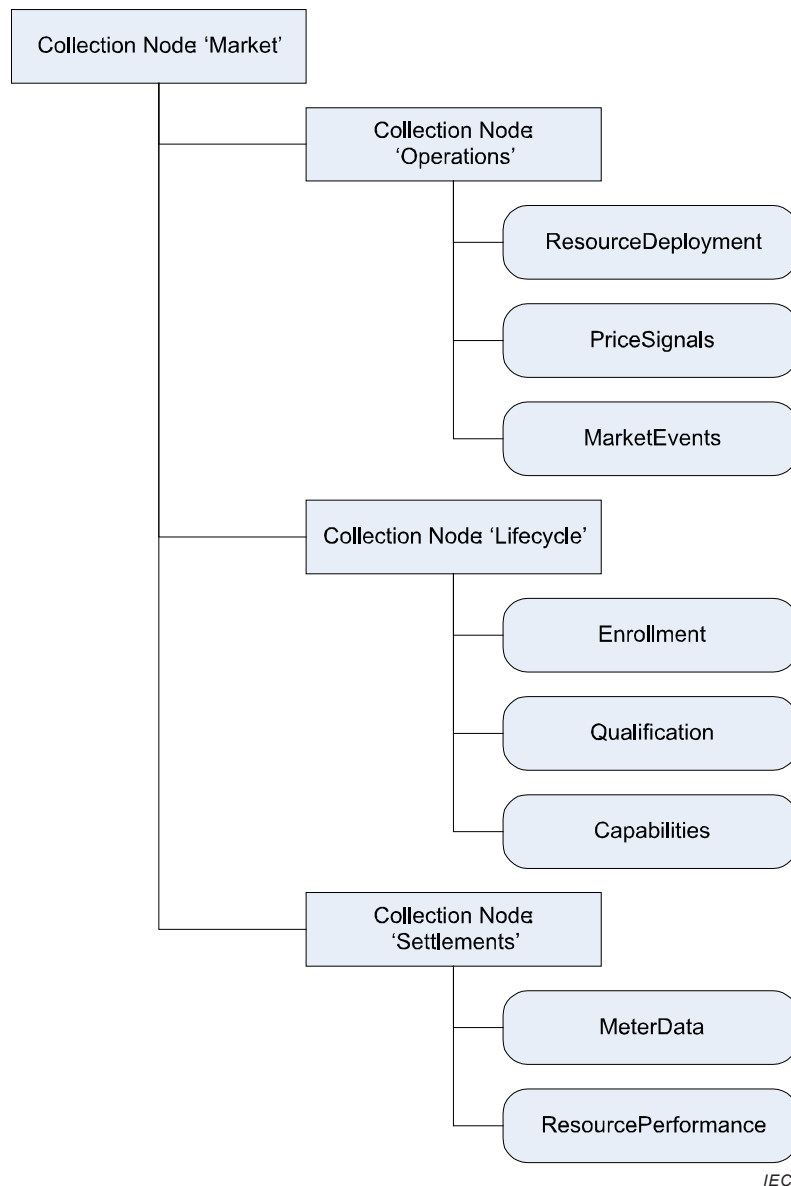 Collection Node: 'Market'
Collection Node:
'Operations'
ResourceDeployment
PriceSignals
MarketEvents
Collection Node: 'Lifecycle'
Enrollment
Qualification
Capabilities
Collection Node:
'Settlements'
MeterData
ResourcePerformance
IEC